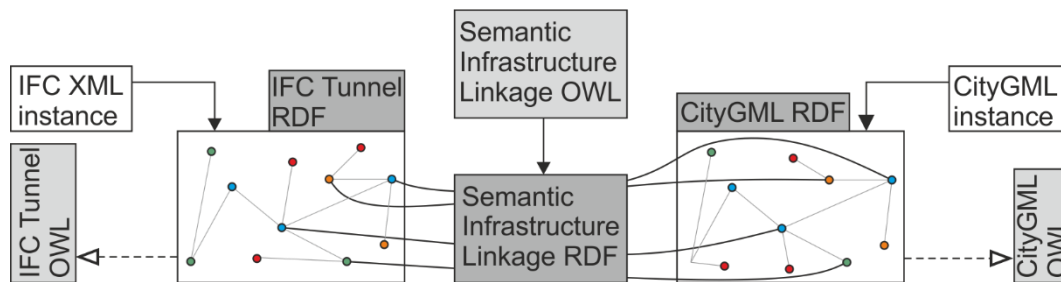 IFC XML
instance
IFC Tunnel
RDF
Semantic
Infrastructure
Linkage OWL
CityGML RDF
CityGML
instance
IFC Tunnel
OWL
Semantic
Infrastructure
Linkage RDF
CityGML
OWL